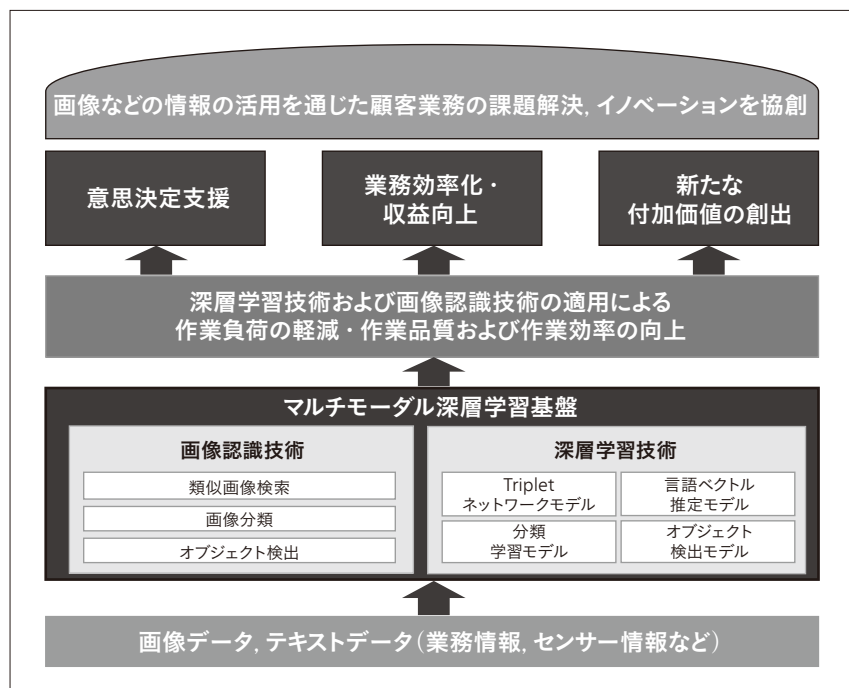 画像などの情報の活用を通じた顧客業務の課題解決, イノベーションを協創
意思決定支援
業務効率化・
収益向上
新たな
付加価値の創出
深層学習技術および画像認識技術の適用による
作業負荷の軽減・作業品質および作業効率の向上
マルチモーダル深層学習基盤
画像認識技術
類似画像検索
画像分類
オブジェクト検出
深層学習技術
Triplet
ネットワークモデル
言語ベクトル
推定モデル
分類
学習モデル
オブジェクト
検出モデル
画像データ, テキストデータ（業務情報, センサー情報など）